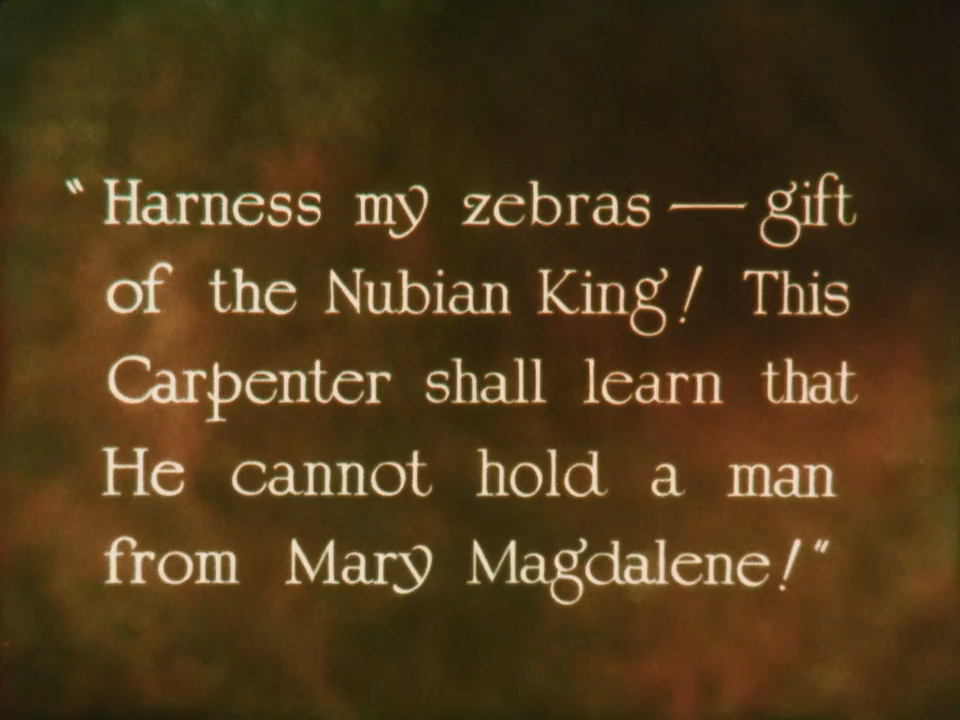 "Harness my zebras — gift
of the Nubian King! This
Carpenter shall learn that
He cannot hold a man
from Mary Magdalene!"